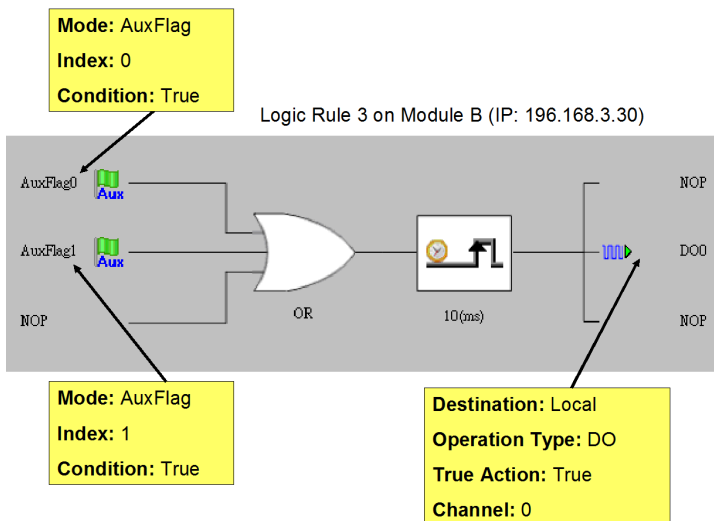 Mode: AuxFlag
Index: 0
Condition: True
Logic Rule 3 on Module B (IP: 196.168.3.30)
AuxFlag0
Aux
NOP
AuxFlag1
Aux
DO0
NOP
OR
10(ms)
NOP
Mode: AuxFlag
Index: 1
Condition: True
Destination: Local
Operation Type: DO
True Action: True
Channel: 0